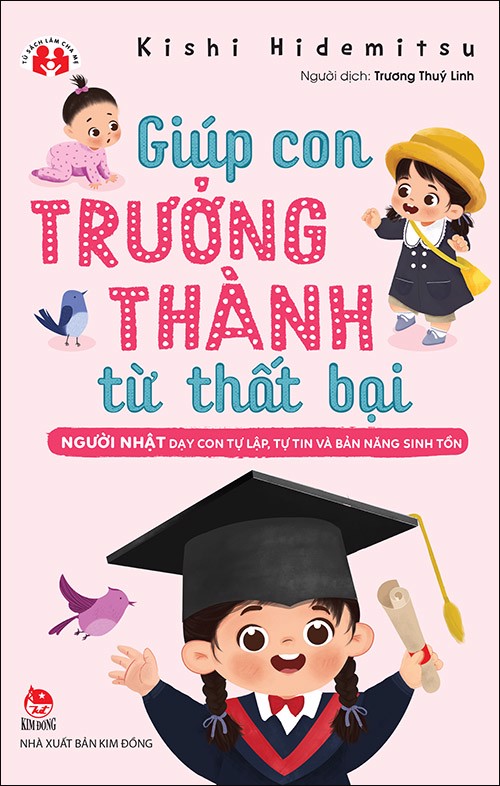 TỦ SÁCH LÀM CHA MẸ
Kishi Hidemitsu
Người dịch: Trương Thuý Linh
Giúp con
TRƯỞNG
THÀNH
từ thất bại
NGƯỜI NHẬT DẠY CON TỰ LẬP, TỰ TIN VÀ BẢN NĂNG SINH TỒN
KIM ĐỒNG
NHÀ XUẤT BẢN KIM ĐỒNG